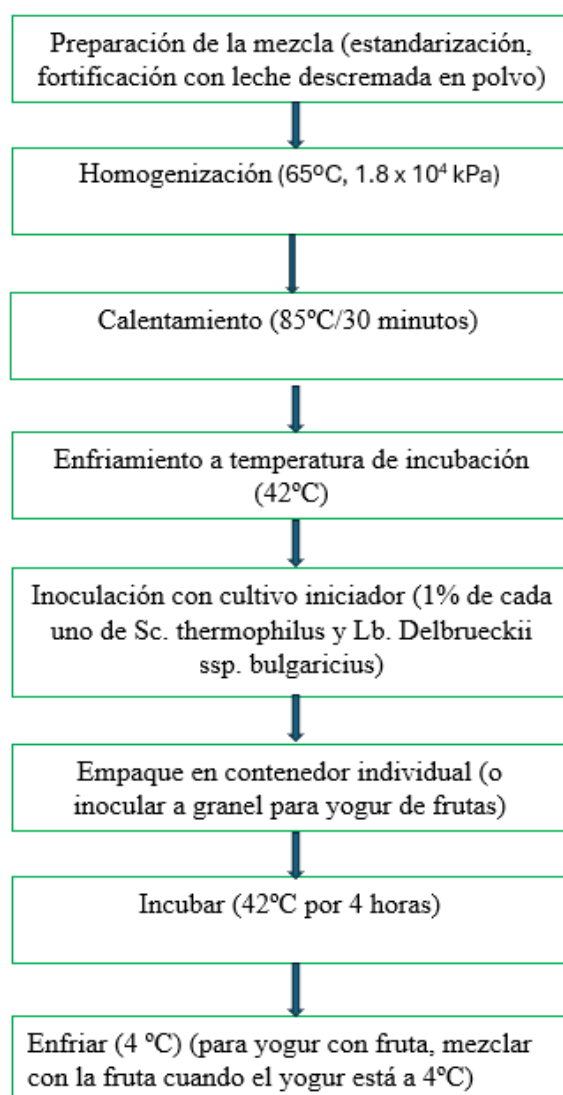 Preparación de la mezcla (estandarización,
fortificación con leche descremada en polvo)
Homogenización (65ºC, 1.8 x 10⁴ kPa)
Calentamiento (85ºC/30 minutos)
Enfriamiento a temperatura de incubación
(42ºC)
Inoculación con cultivo iniciador (1% de cada
uno de Sc. thermophilus y Lb. Delbrueckii
ssp. bulgaricius)
Empaque en contenedor individual (o
inocular a granel para yogur de frutas)
Incubar (42ºC por 4 horas)
Enfriar (4 ºC) (para yogur con fruta, mezclar
con la fruta cuando el yogur está a 4ºC)